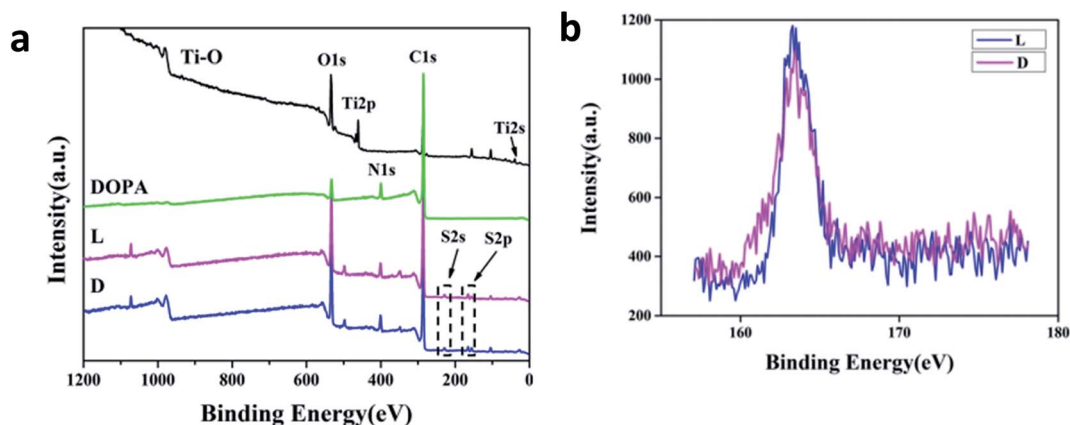 a
Ti-O
O1s
C1s
Ti2p
Ti2s
N1s
DOPA
L
S2s
S2p
D
Intensity(a.u.)
1200 1000 800 600 400 200 0
Binding Energy(eV)
b
L
D
1200
1000
800
600
400
200
Intensity(a.u.)
160 170 180
Binding Energy(eV)